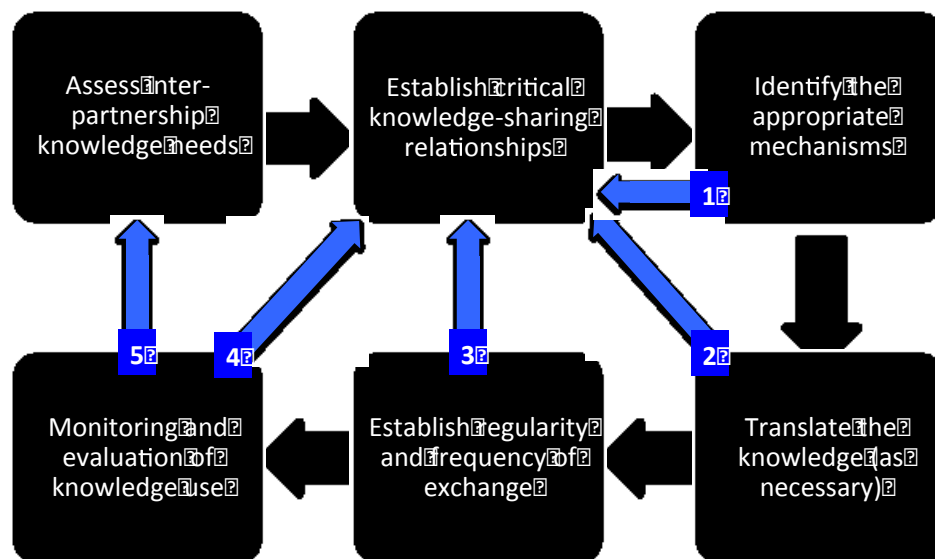 Assess inter-
partnership
knowledge needs
Establish critical
knowledge-sharing
relationships
Identify the
appropriate
mechanisms
1
5
4
3
2
Monitoring and
evaluation of
knowledge use
Establish regularity
and frequency of
exchange
Translate the
knowledge (as
necessary)